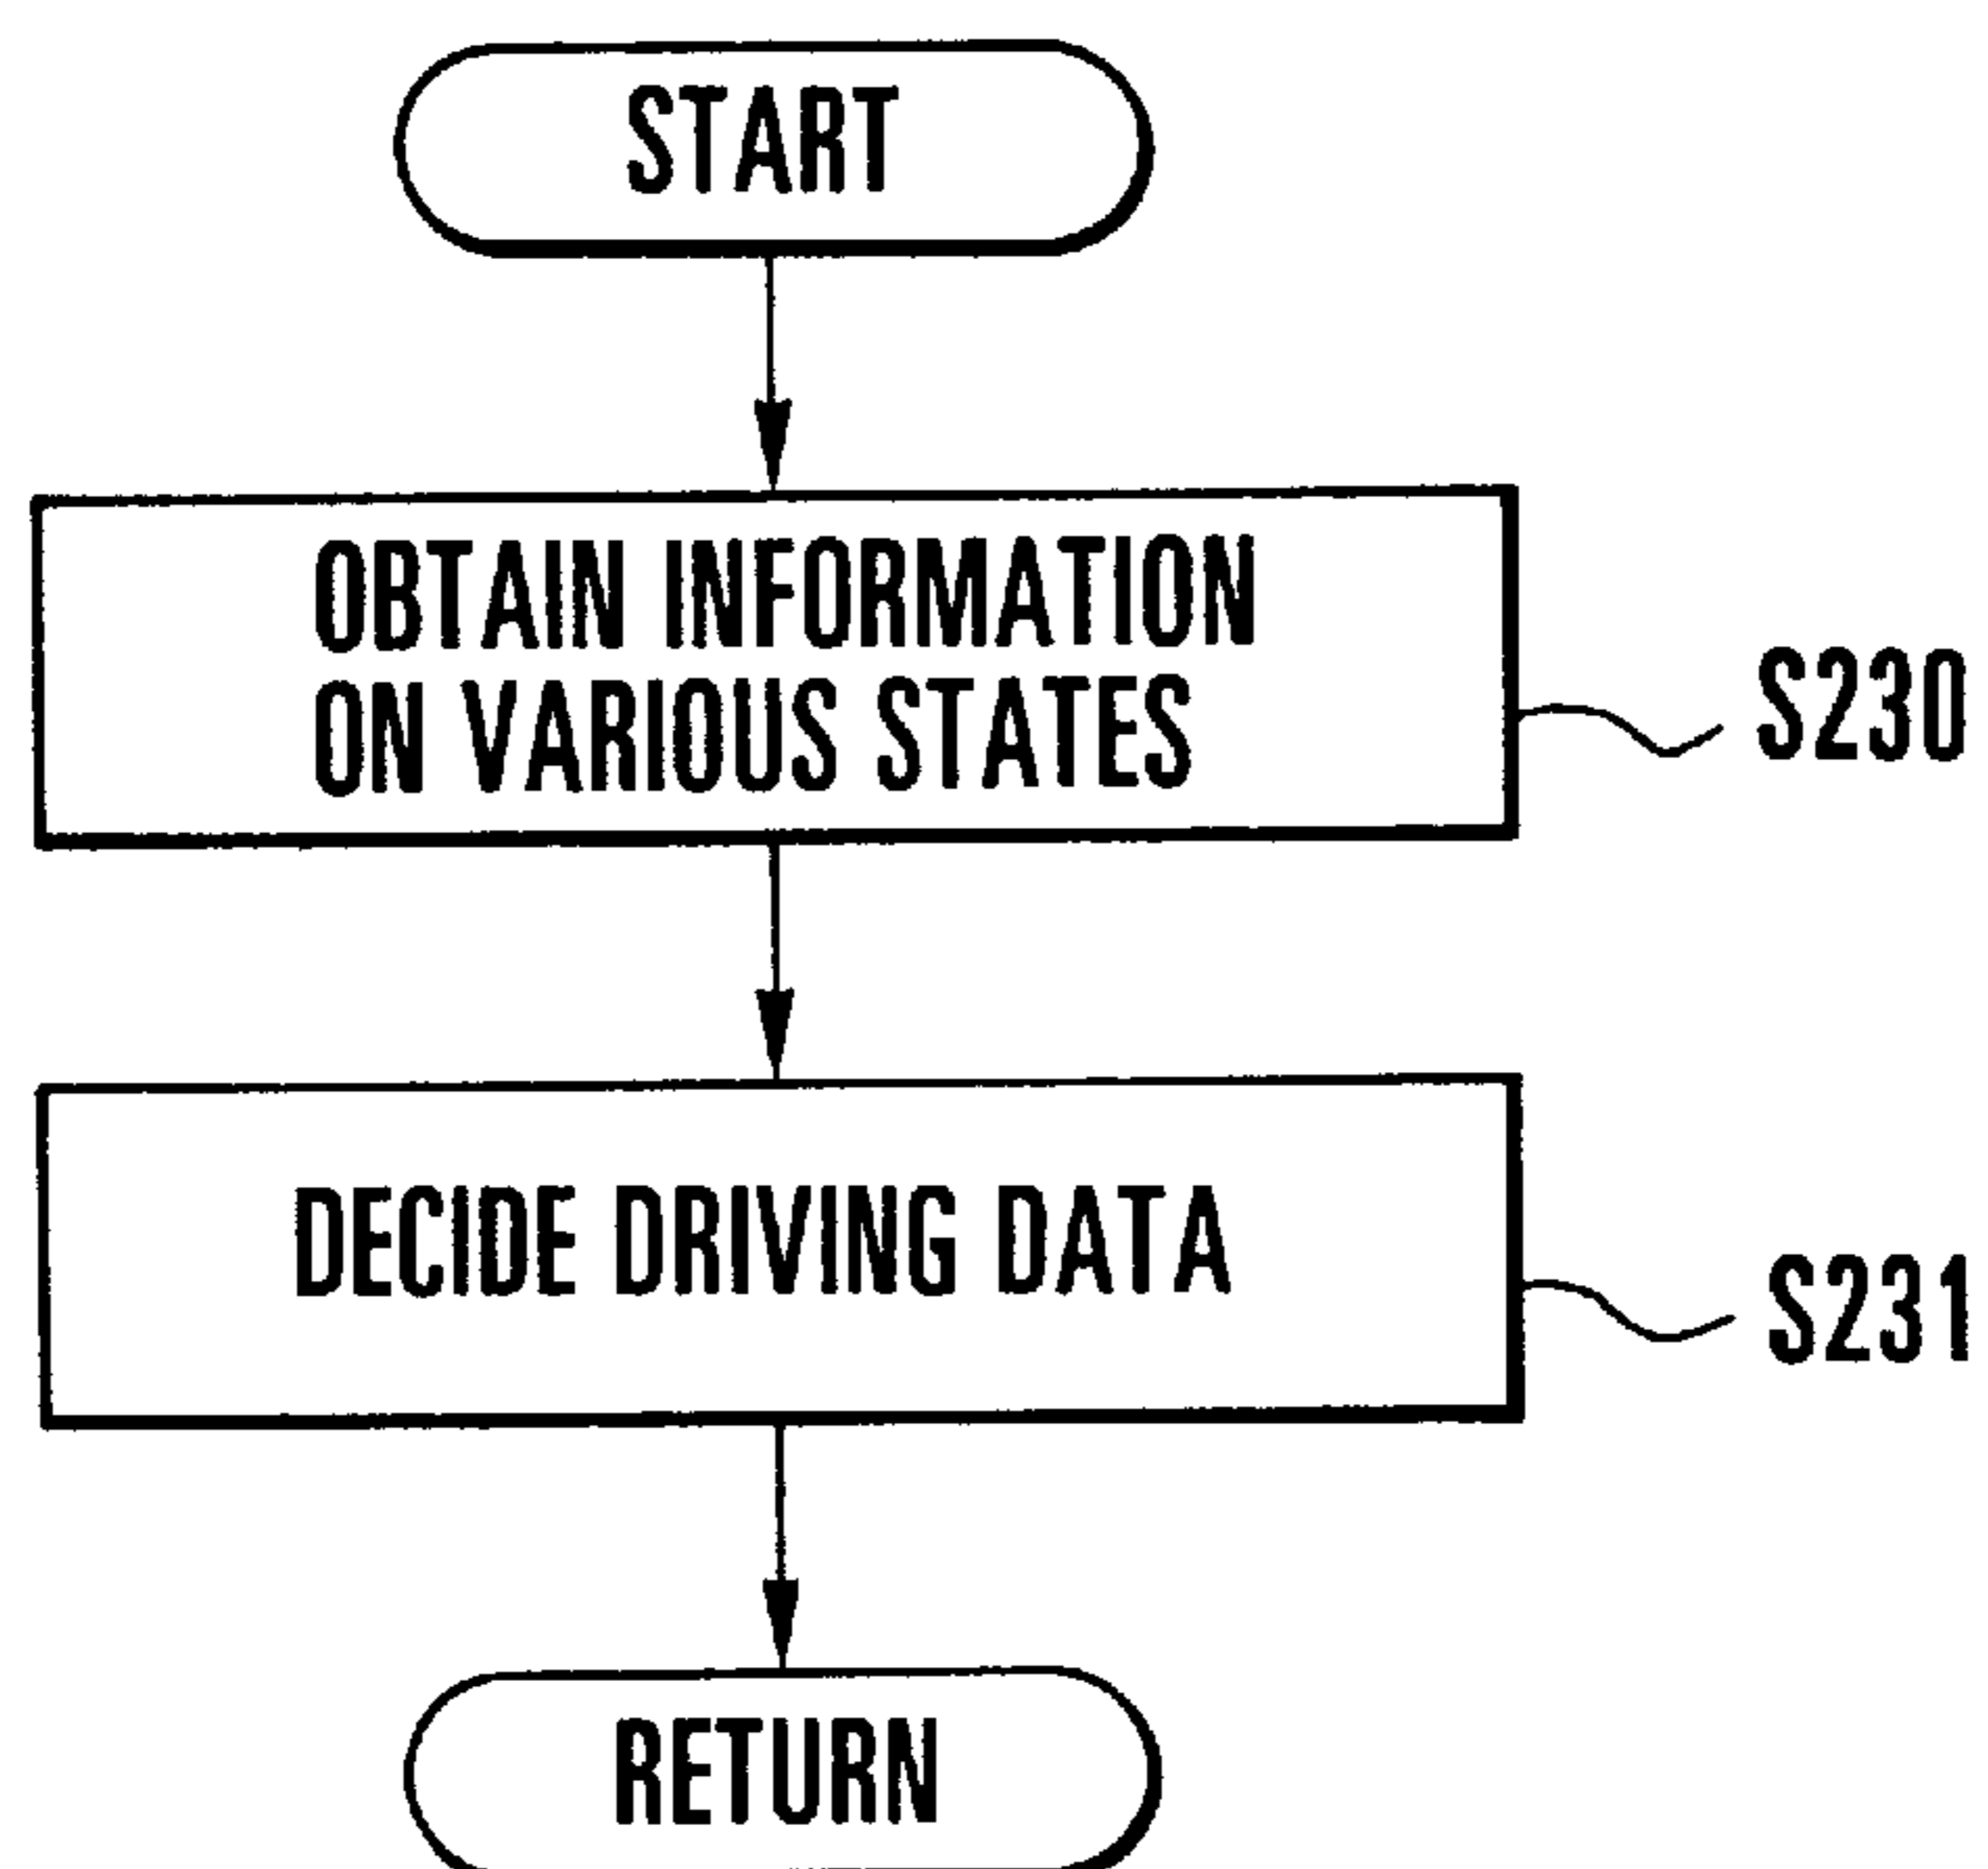 START
OBTAIN INFORMATION
ON VARIOUS STATES
S230
DECIDE DRIVING DATA
S231
RETURN